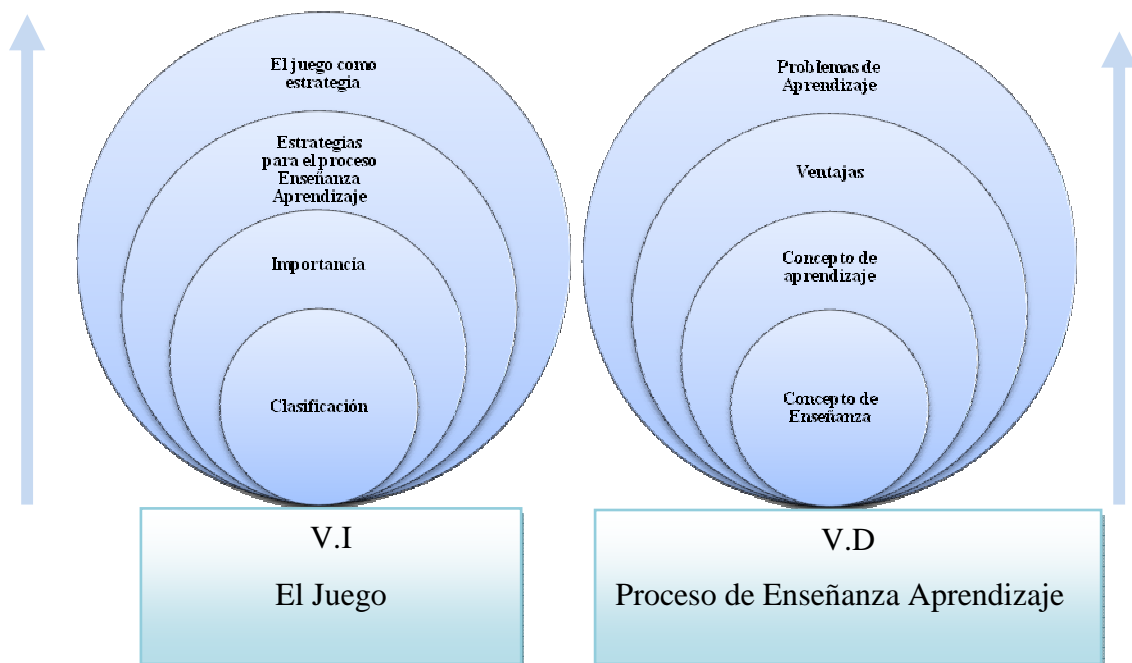 El juego como
estrategia
Estrategias
para el proceso
Enseñanza
Aprendizaje
Importancia
Clasificación
V.I
El Juego
Problemas de
Aprendizaje
Ventajas
Concepto de
aprendizaje
Concepto de
Enseñanza
V.D
Proceso de Enseñanza Aprendizaje